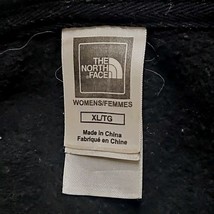 THE
NORTH
FACE
WOMENS/FEMMES
XL/TG
Made in China
Fabriqué en Chine